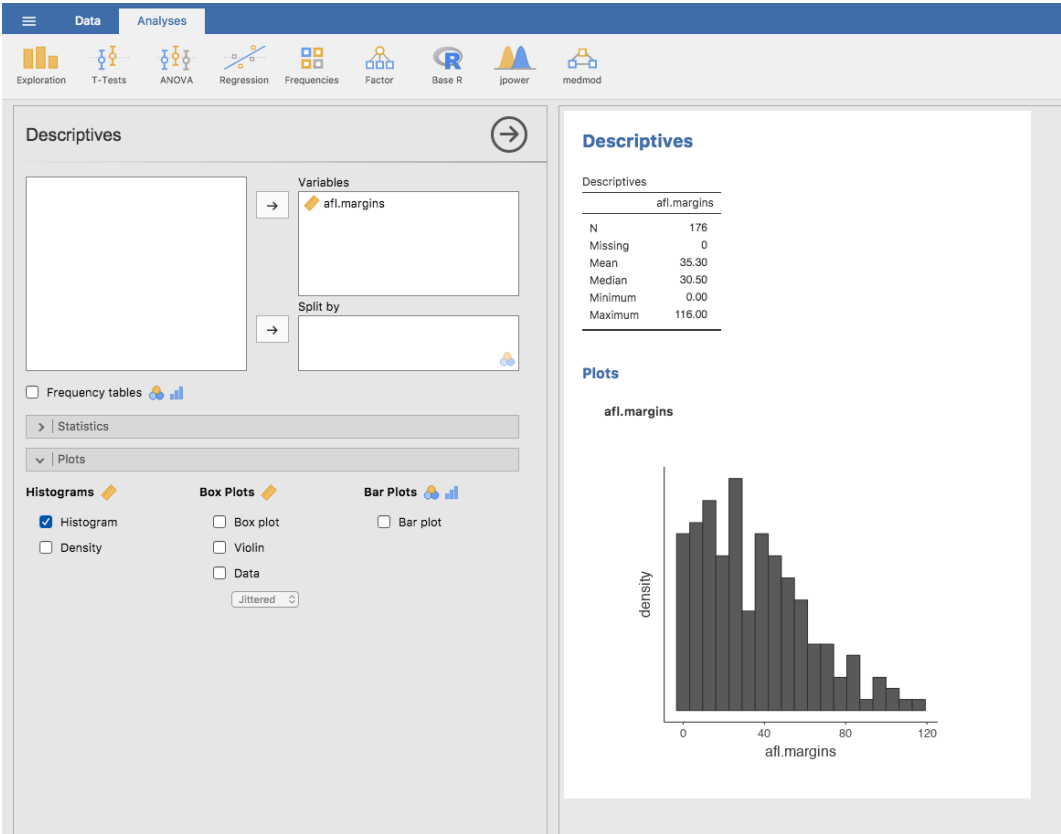 Data Analyses
Exploration T-Tests ANOVA Regression Frequencies Factor Base R jpower medmod
Descriptives
Variables
afl.margins
Split by
Frequency tables
Statistics
Plots
Histograms Box Plots Bar Plots
Histogram Box plot Bar plot
Density Violin
Data
Jittered
Descriptives
Descriptives
afl.margins
N 176
Missing 0
Mean 35.30
Median 30.50
Minimum 0.00
Maximum 116.00
Plots
afl.margins
density
0 40 80 120
afl.margins